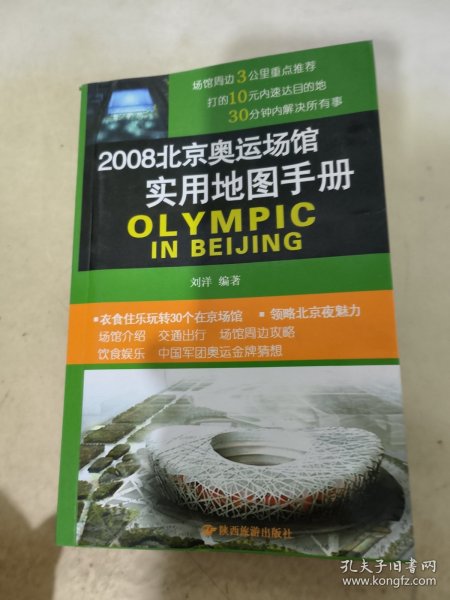 场馆周边3公里重点推荐
打的10元内速达目的地
30分钟内解决所有事
2008北京奥运场馆
实用地图手册
OLYMPIC
IN BEIJING
刘洋 编著
▪衣食住乐玩转30个在京场馆 ▪领略北京夜魅力
场馆介绍 交通出行 场馆周边攻略
饮食娱乐 中国军团奥运金牌猜想
陕西旅游出版社
孔夫子旧书网
www.kongfz.com